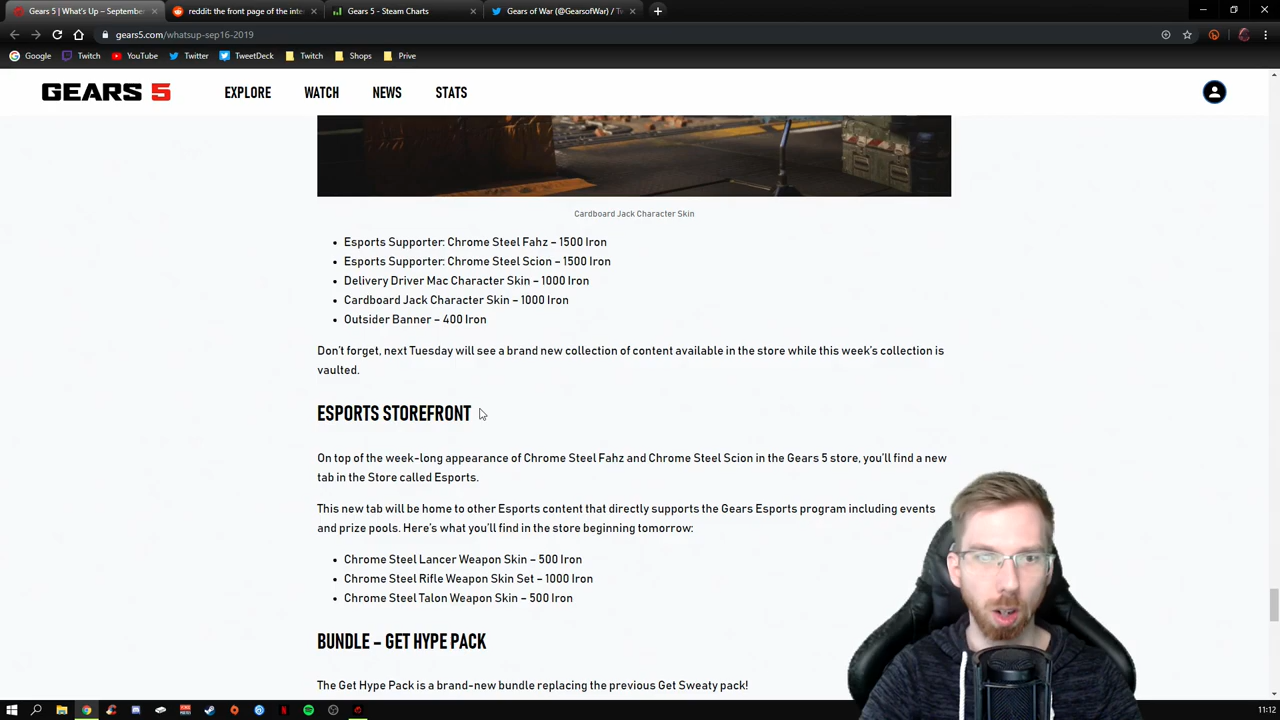 Gears 5 | What's Up – September
reddit: the front page of the inte
Gears 5 - Steam Charts
Gears of War (@GearsofWar) / Tw
gears5.com/whatsup-sep16-2019
Google
Twitch
YouTube
Twitter
TweetDeck
Twitch
Shops
Prive
GEARS 5
EXPLORE
WATCH
NEWS
STATS
Cardboard Jack Character Skin
• Esports Supporter: Chrome Steel Fahz – 1500 Iron
• Esports Supporter: Chrome Steel Scion – 1500 Iron
• Delivery Driver Mac Character Skin – 1000 Iron
• Cardboard Jack Character Skin – 1000 Iron
• Outsider Banner – 400 Iron
Don't forget, next Tuesday will see a brand new collection of content available in the store while this week's collection is
vaulted.
ESPORTS STOREFRONT
On top of the week-long appearance of Chrome Steel Fahz and Chrome Steel Scion in the Gears 5 store, you'll find a new
tab in the Store called Esports.
This new tab will be home to other Esports content that directly supports the Gears Esports program including events
and prize pools. Here's what you'll find in the store beginning tomorrow:
• Chrome Steel Lancer Weapon Skin – 500 Iron
• Chrome Steel Rifle Weapon Skin Set – 1000 Iron
• Chrome Steel Talon Weapon Skin – 500 Iron
BUNDLE – GET HYPE PACK
The Get Hype Pack is a brand-new bundle replacing the previous Get Sweaty pack!
11:12